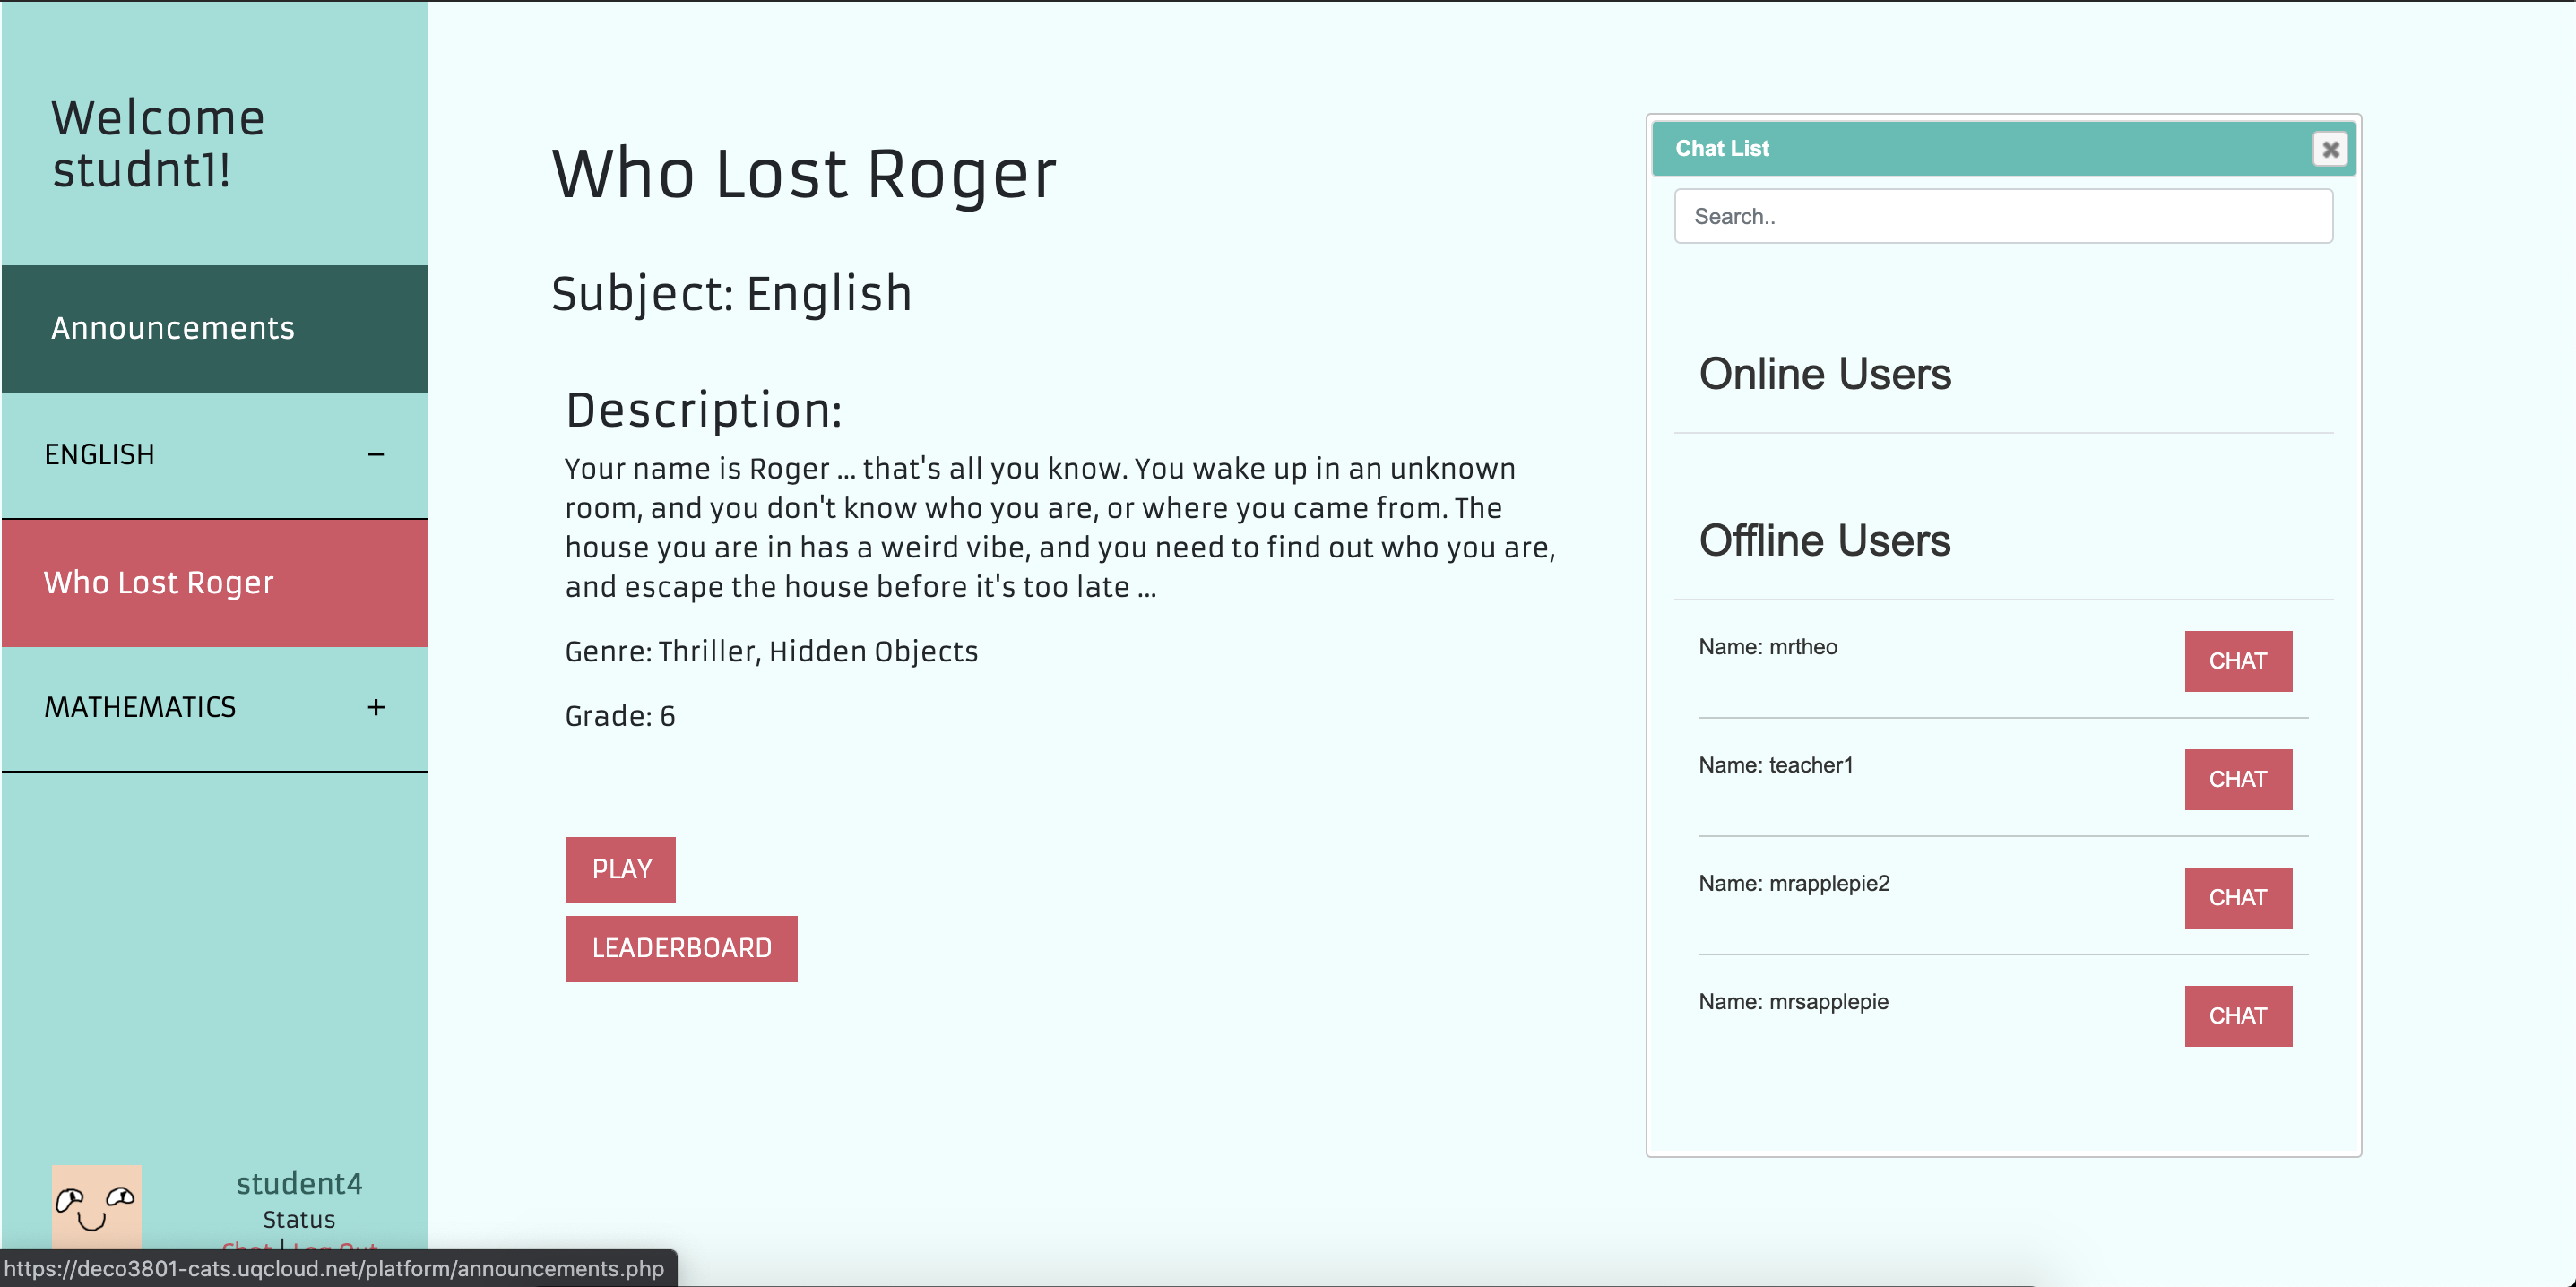 Welcome
studnt1!
Announcements
ENGLISH −
Who Lost Roger
MATHEMATICS +
student4
Status
Chat | Log Out
https://deco3801-cats.uqcloud.net/platform/announcements.php
Who Lost Roger
Subject: English
Description:
Your name is Roger ... that's all you know. You wake up in an unknown
room, and you don't know who you are, or where you came from. The
house you are in has a weird vibe, and you need to find out who you are,
and escape the house before it's too late ...
Genre: Thriller, Hidden Objects
Grade: 6
PLAY
LEADERBOARD
Chat List
Search..
Online Users
Offline Users
Name: mrtheo CHAT
Name: teacher1 CHAT
Name: mrapplepie2 CHAT
Name: mrsapplepie CHAT